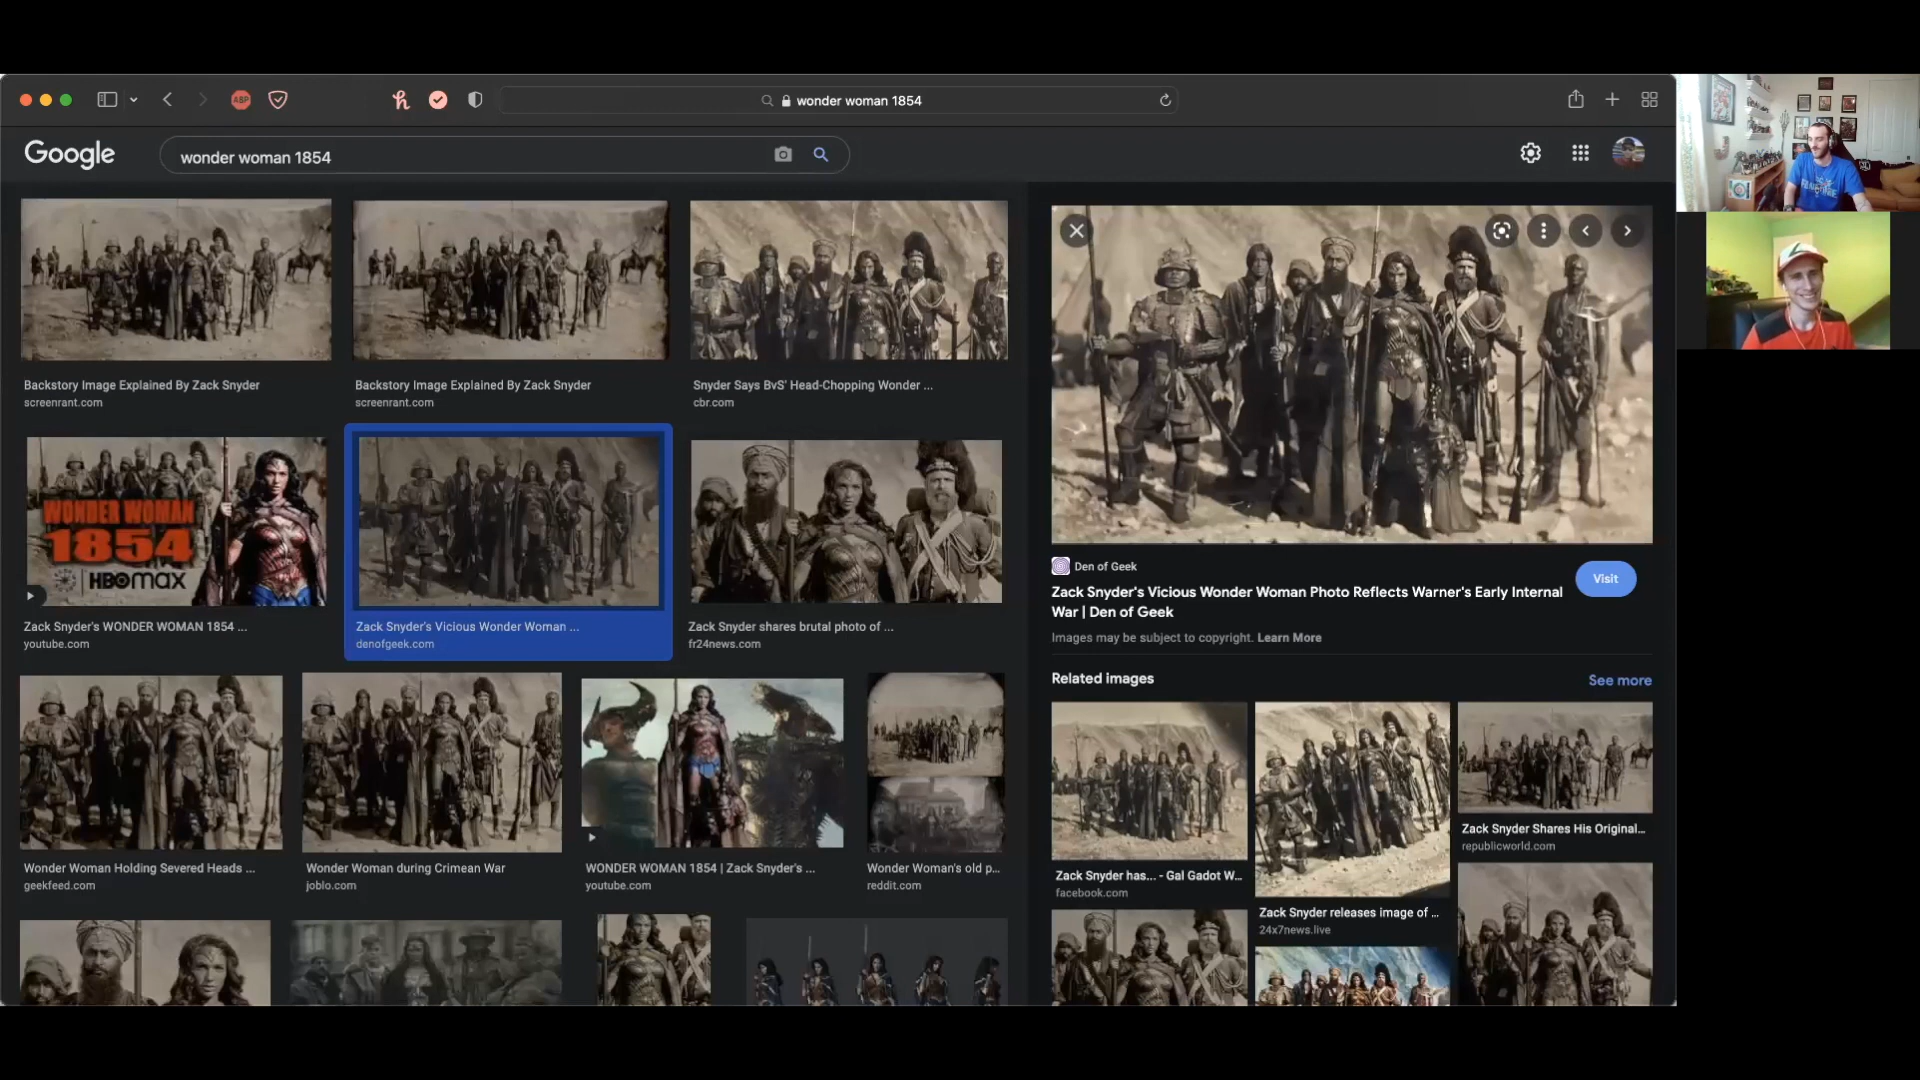 ABP
wonder woman 1854
Google
wonder woman 1854
Backstory Image Explained By Zack Snyder
screenrant.com
Backstory Image Explained By Zack Snyder
screenrant.com
Snyder Says BvS' Head-Chopping Wonder ...
cbr.com
WONDER WOMAN
1854
HBOMAX
Zack Snyder's WONDER WOMAN 1854 ...
youtube.com
Zack Snyder's Vicious Wonder Woman ...
denofgeek.com
Zack Snyder shares brutal photo of ...
fr24news.com
Wonder Woman Holding Severed Heads ...
geekfeed.com
Wonder Woman during Crimean War
joblo.com
WONDER WOMAN 1854 | Zack Snyder's ...
youtube.com
Wonder Woman's old p...
reddit.com
Den of Geek
Zack Snyder's Vicious Wonder Woman Photo Reflects Warner's Early Internal
War | Den of Geek
Visit
Images may be subject to copyright. Learn More
Related images
See more
Zack Snyder has... - Gal Gadot W...
facebook.com
Zack Snyder releases image of ...
24x7news.live
Zack Snyder Shares His Original...
republicworld.com